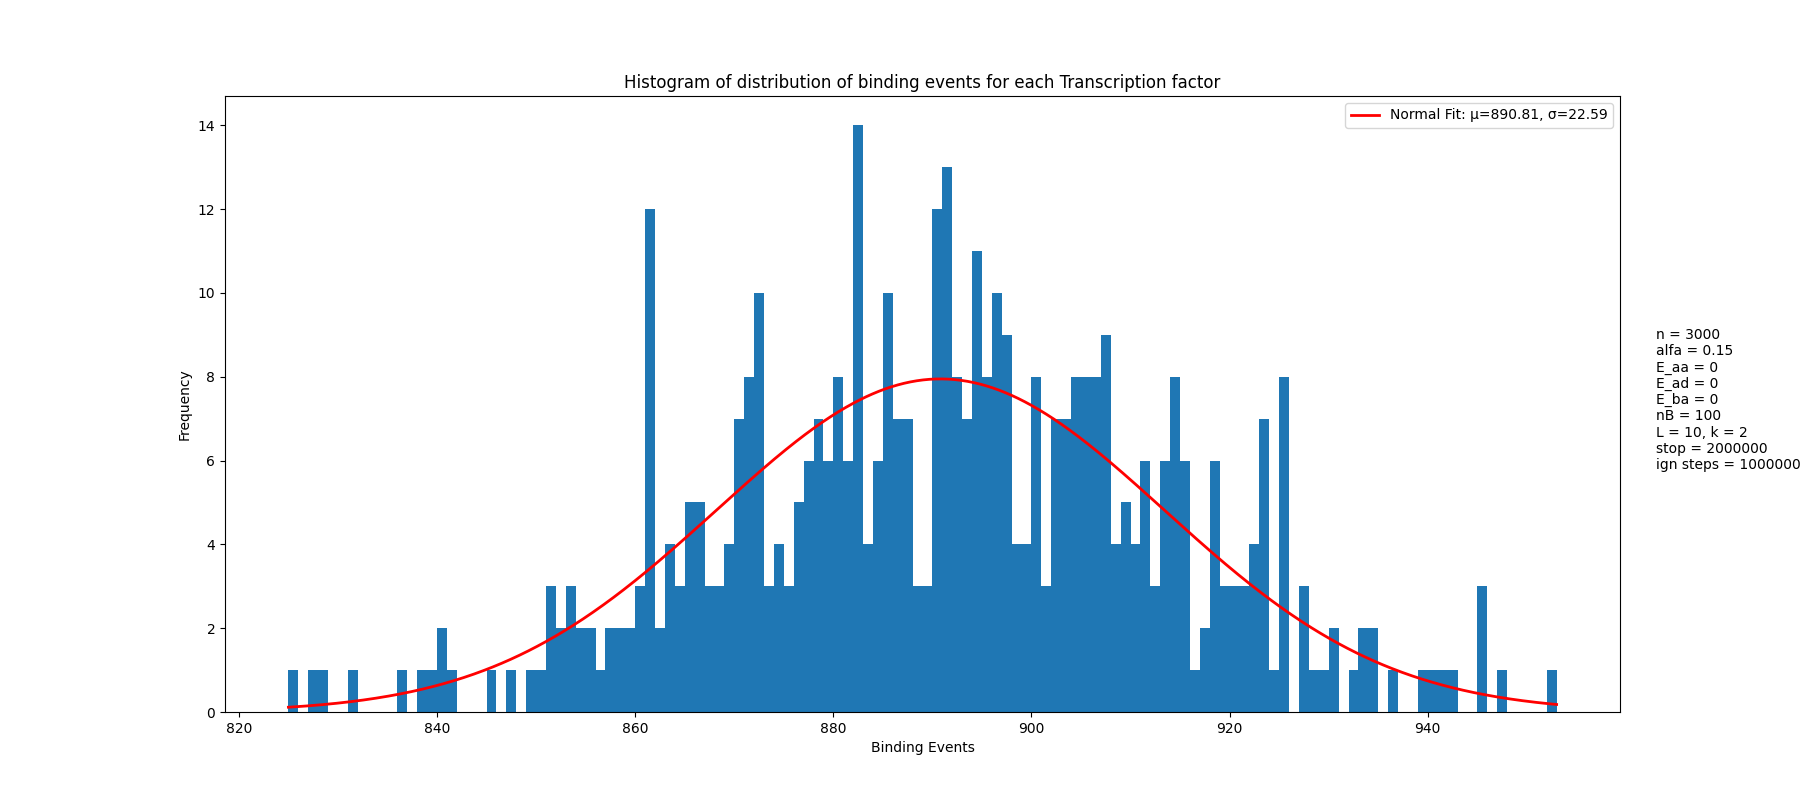 Histogram of distribution of binding events for each Transcription factor
Normal Fit: μ=890.81, σ=22.59
14
12
10
8
6
4
2
0
Frequency
820
840
860
880
900
920
940
Binding Events
n = 3000
alfa = 0.15
E_aa = 0
E_ad = 0
E_ba = 0
nB = 100
L = 10, k = 2
stop = 2000000
ign steps = 1000000